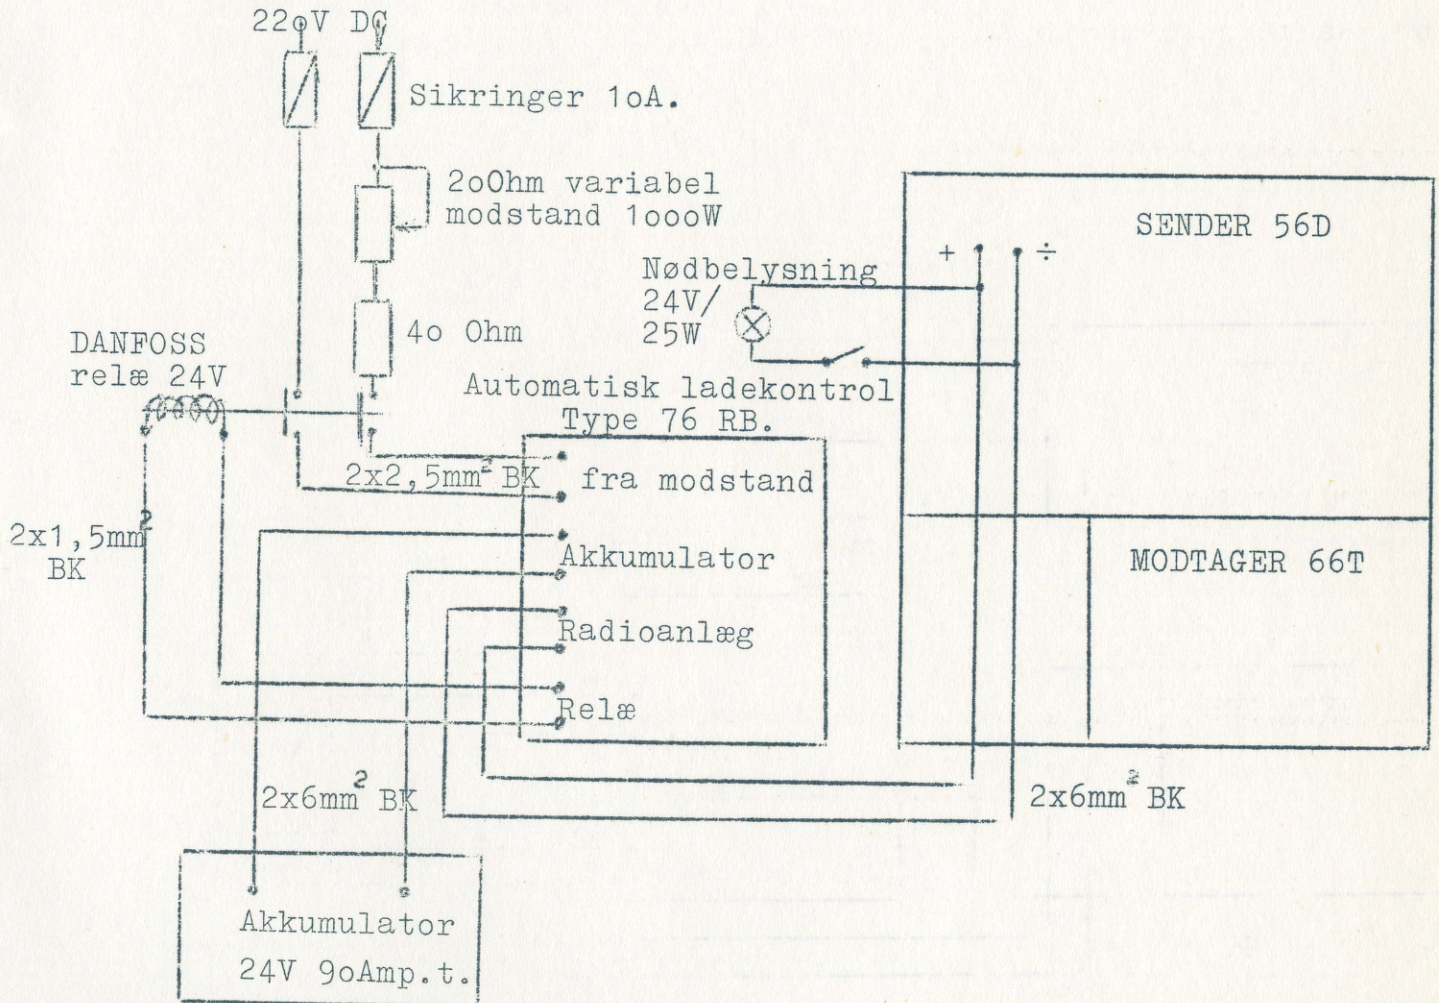 22oV DC
Sikringer 1oA.
2oOhm variabel
modstand 1oooW
SENDER 56D
+ ÷
Nødbelysning
24V/
25W
4o Ohm
DANFOSS
relæ 24V
Automatisk ladekontrol
Type 76 RB.
2x2,5mm² BK
fra modstand
2x1,5mm²
BK
Akkumulator
MODTAGER 66T
Radioanlæg
Relæ
2x6mm² BK
2x6mm² BK
Akkumulator
24V 9oAmp.t.